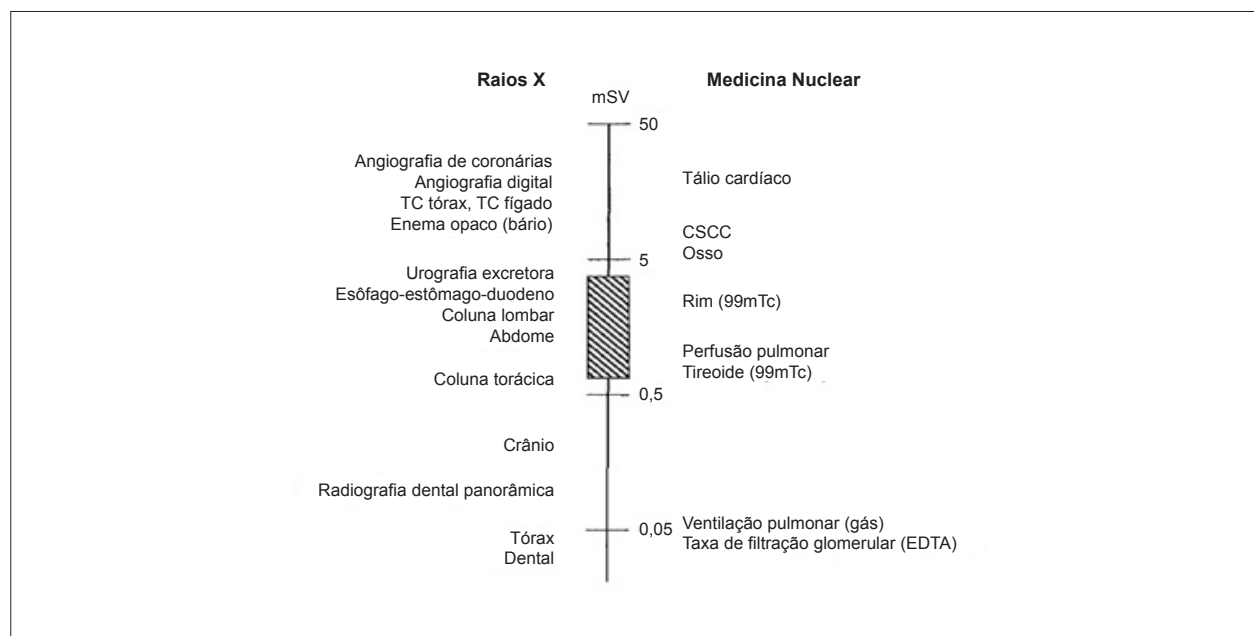 Raios X
Medicina Nuclear
mSV
50
Angiografia de coronárias
Angiografia digital
TC tórax, TC fígado
Enema opaco (bário)
Tálio cardíaco
CSCC
Osso
5
Urografia excretora
Esôfago-estômago-duodeno
Coluna lombar
Abdome
Rim (99mTc)
Perfusão pulmonar
Tireoide (99mTc)
Coluna torácica
0,5
Crânio
Radiografia dental panorâmica
0,05
Ventilação pulmonar (gás)
Taxa de filtração glomerular (EDTA)
Tórax
Dental